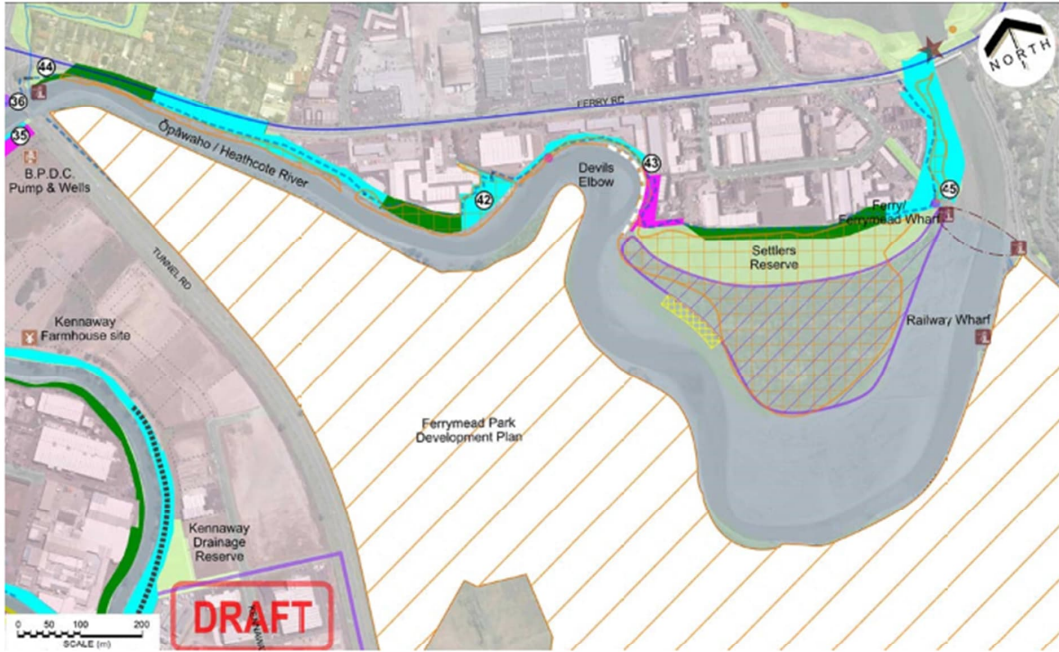 NORTH
44
FERRY RD
36
35
B.P.D.C.
Pump & Wells
Ōpāwaho / Heathcote River
Devils
Elbow
43
42
45
Ferry/
Ferrymead Wharf
Settlers
Reserve
TUNNEL RD
Kennaway
Farmhouse site
Railway Wharf
Ferrymead Park
Development Plan
Kennaway
Drainage
Reserve
DRAFT
0 50 100 200
SCALE (m)